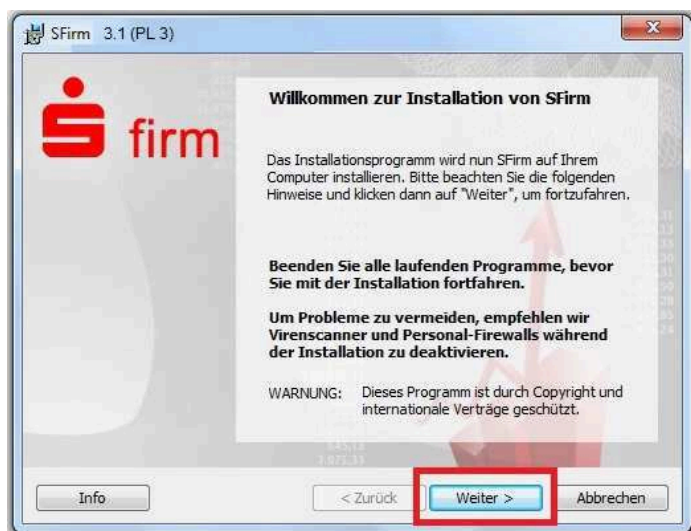 SFirm 3.1 (PL 3)
firm
Willkommen zur Installation von SFirm
Das Installationsprogramm wird nun SFirm auf Ihrem
Computer installieren. Bitte beachten Sie die folgenden
Hinweise und klicken dann auf "Weiter", um fortzufahren.
Beenden Sie alle laufenden Programme, bevor
Sie mit der Installation fortfahren.
Um Probleme zu vermeiden, empfehlen wir
Virenscanner und Personal-Firewalls während
der Installation zu deaktivieren.
WARNUNG: Dieses Programm ist durch Copyright und
internationale Verträge geschützt.
Info
< Zurück
Weiter >
Abbrechen